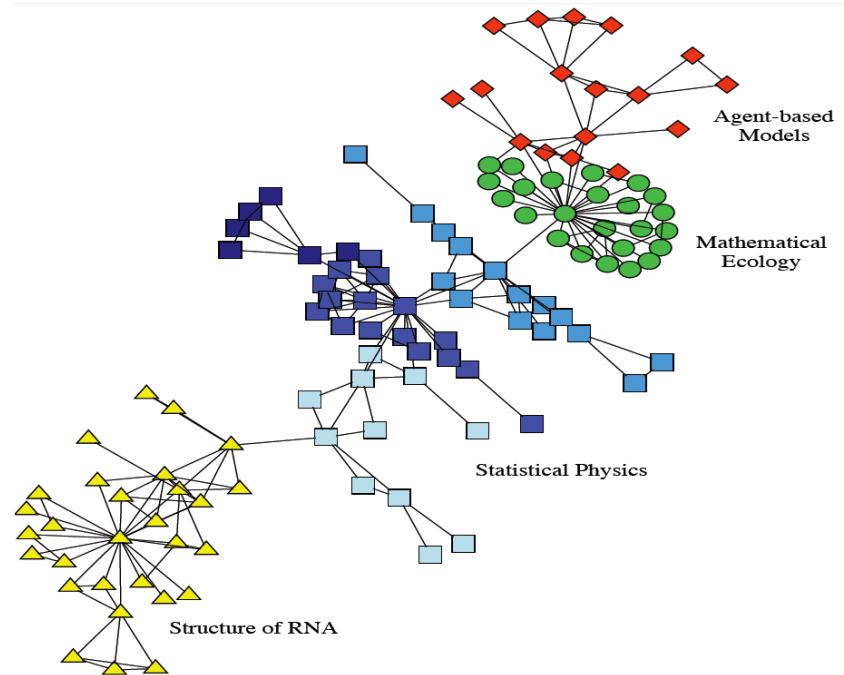 Agent-based
Models
Mathematical
Ecology
Statistical Physics
Structure of RNA